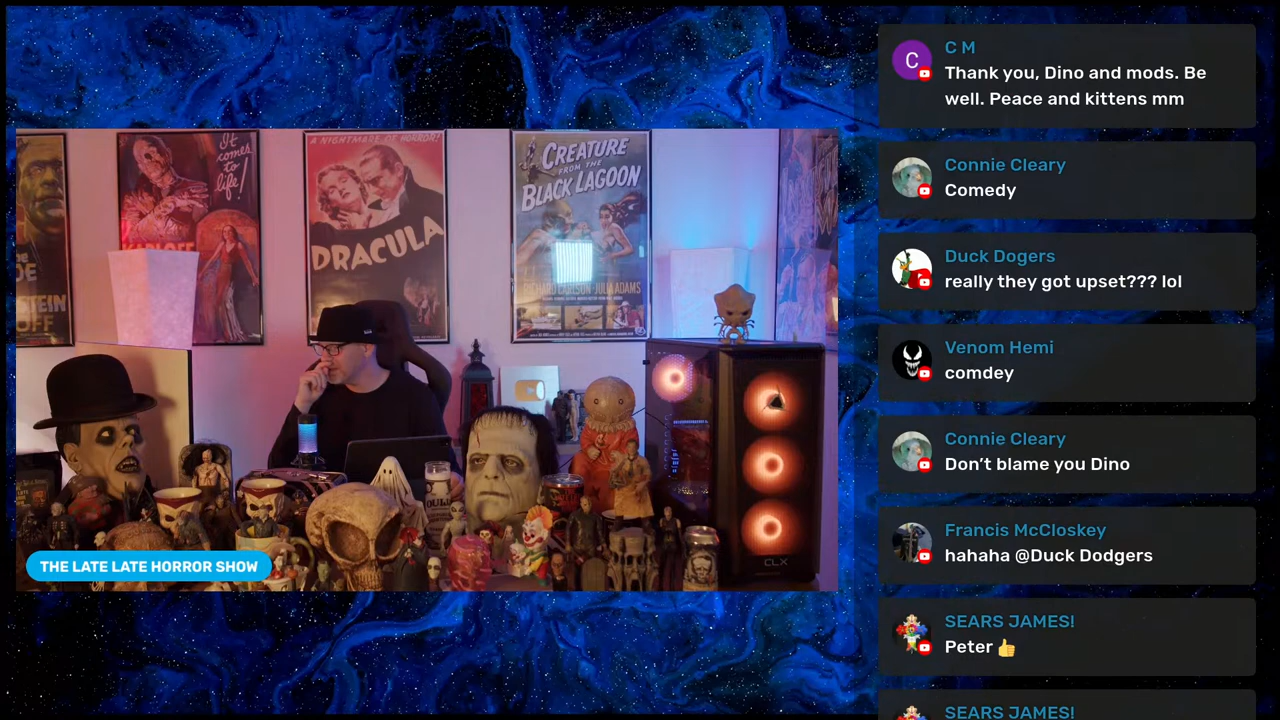 It
comes
to
life!
A NIGHTMARE OF HORROR!
DRACULA
CREATURE
FROM THE
BLACK LAGOON
RICHARD CARLSON · JULIA ADAMS
CLX
THE LATE LATE HORROR SHOW
C
C M
Thank you, Dino and mods. Be
well. Peace and kittens mm
Connie Cleary
Comedy
Duck Dogers
really they got upset??? lol
Venom Hemi
comdey
Connie Cleary
Don’t blame you Dino
Francis McCloskey
hahaha @Duck Dodgers
SEARS JAMES!
Peter 👍
SEARS JAMES!